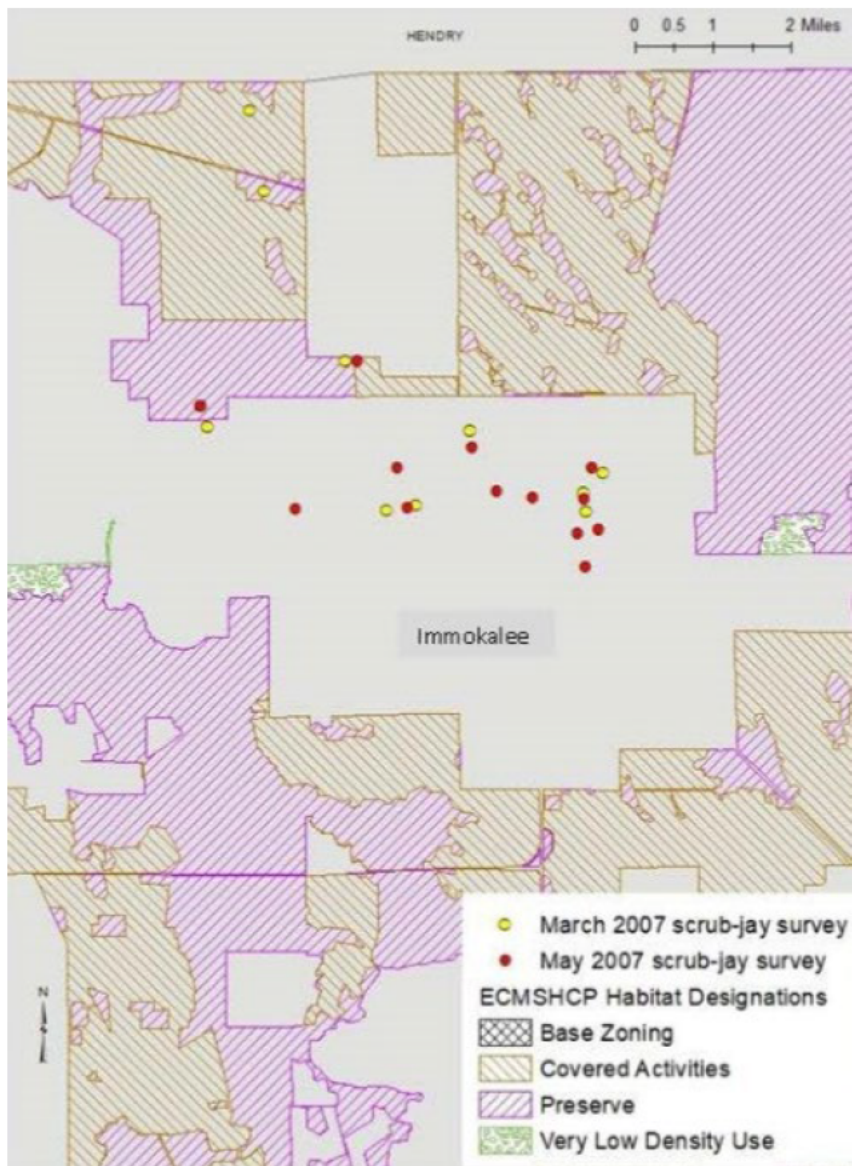 HENDRY
0 0.5 1 2 Miles
Immokalee
N
March 2007 scrub-jay survey
May 2007 scrub-jay survey
ECMSHCP Habitat Designations
Base Zoning
Covered Activities
Preserve
Very Low Density Use